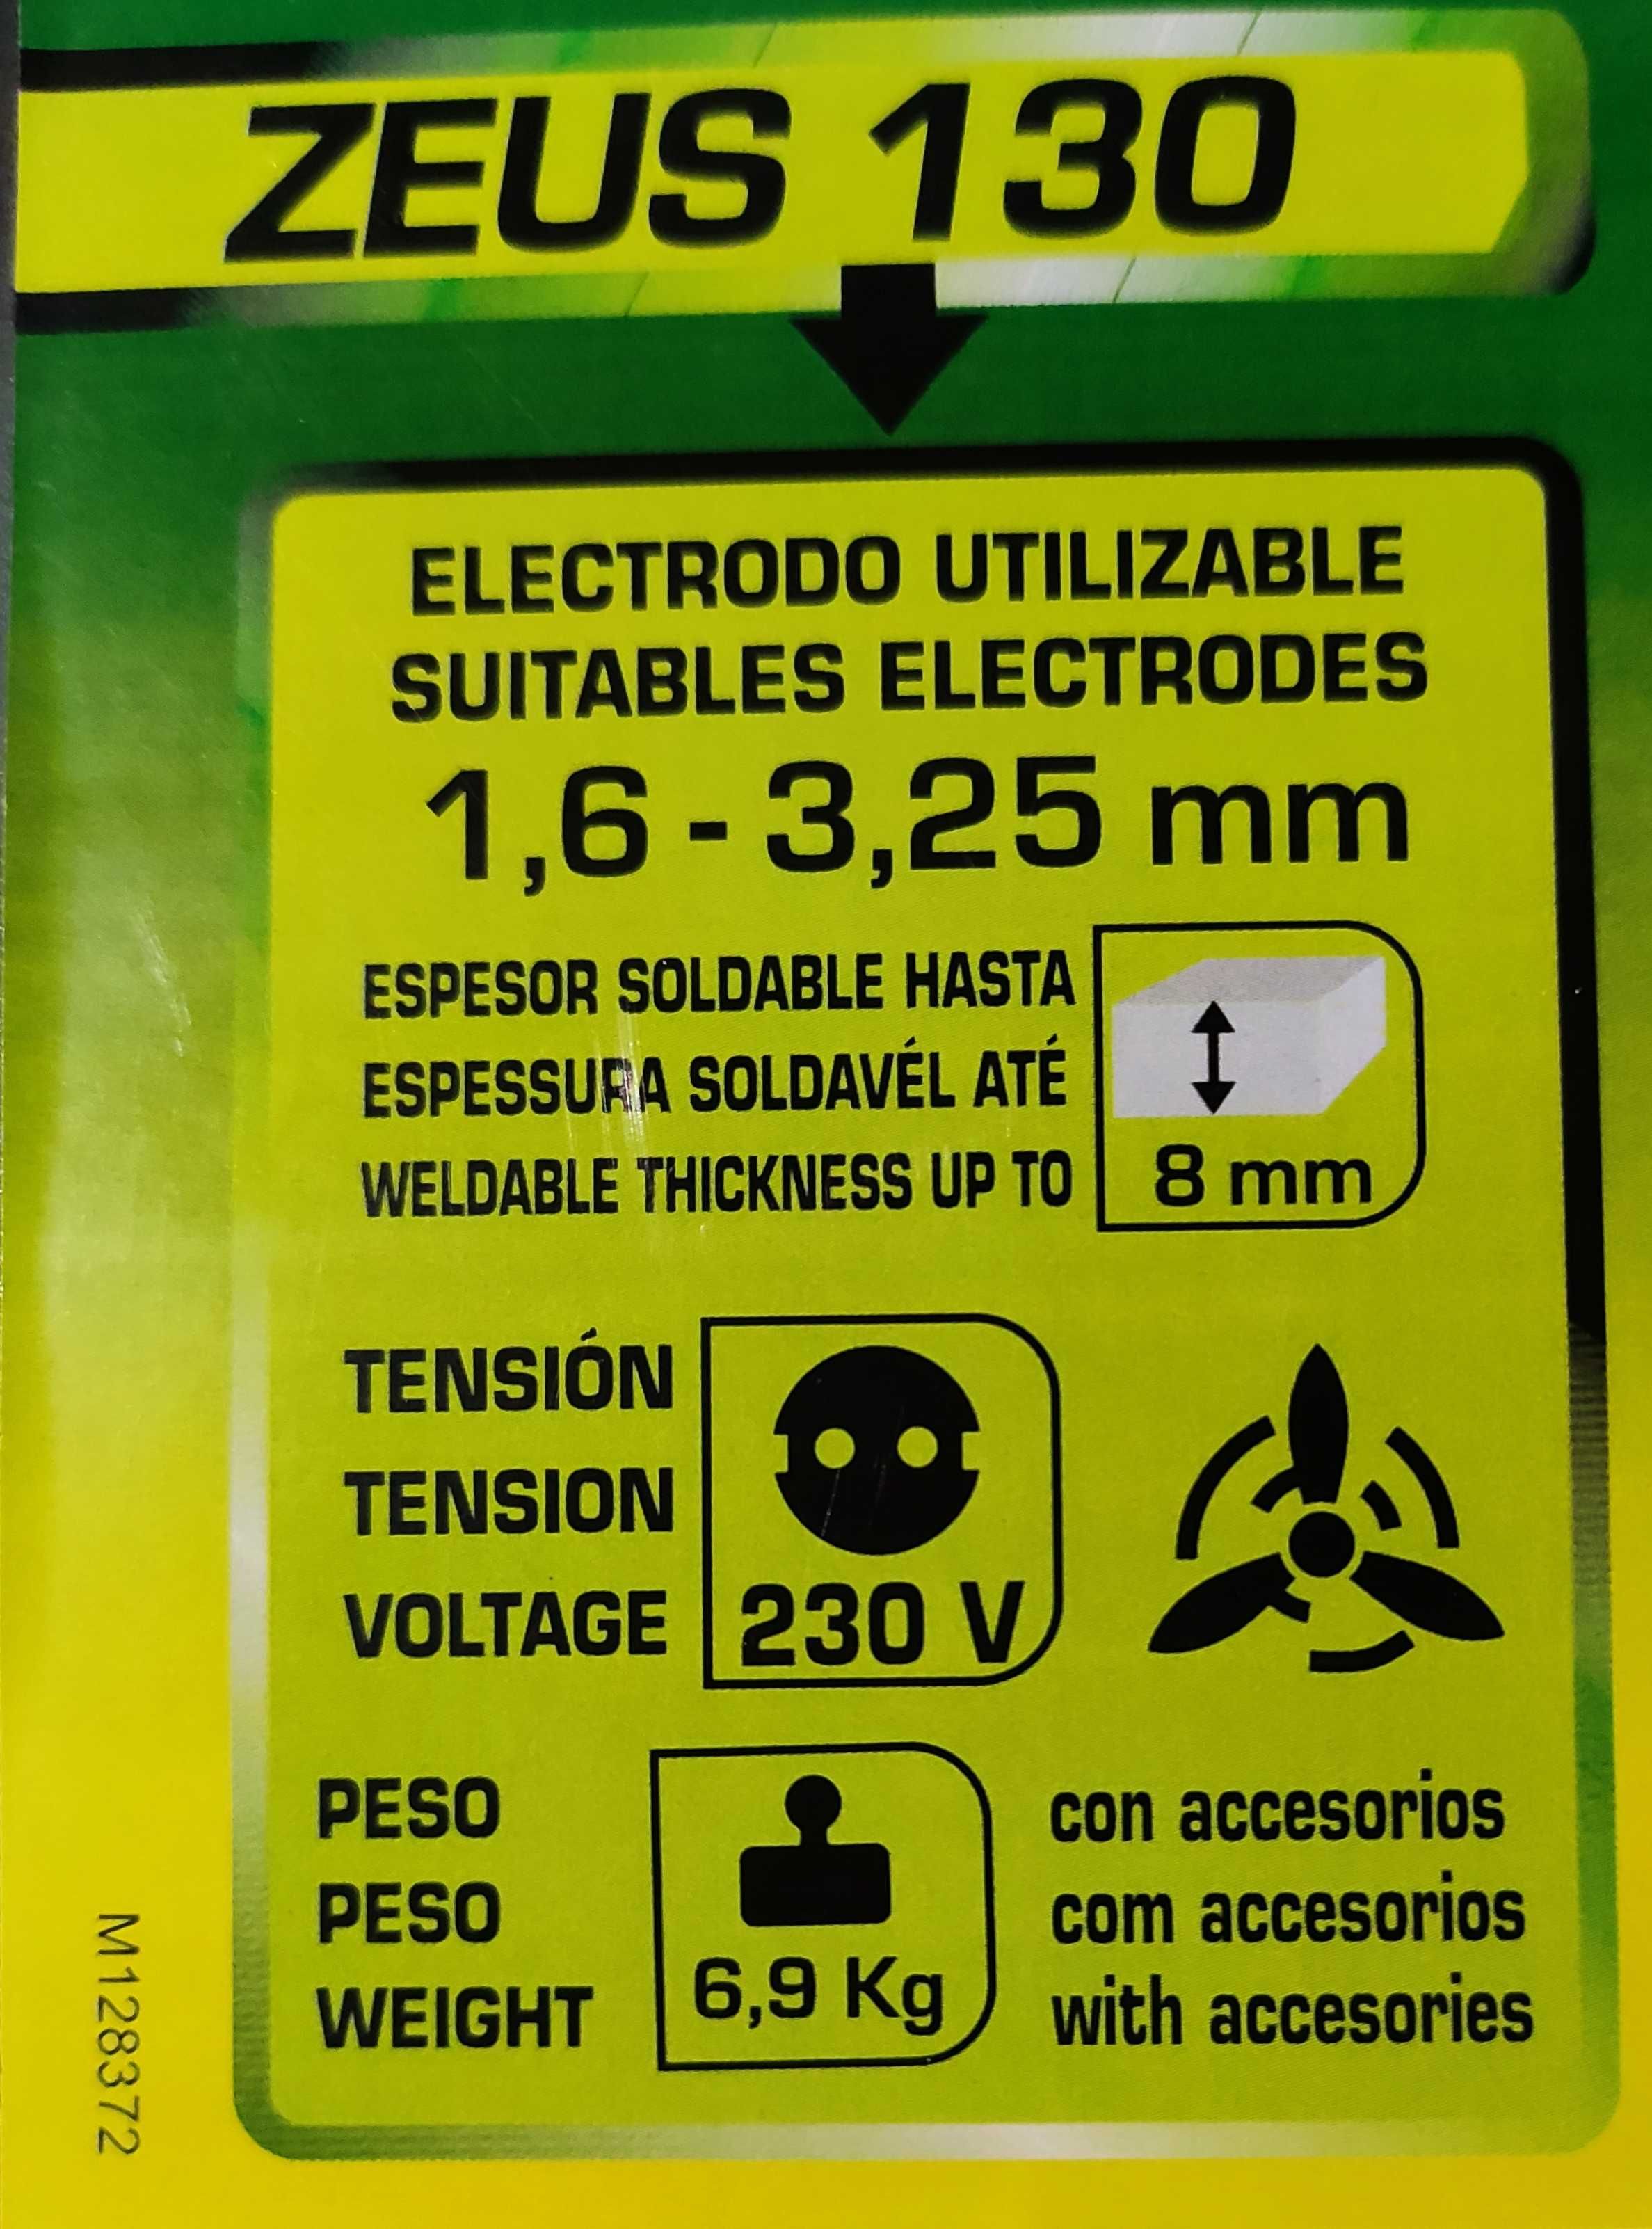 ZEUS 130
ELECTRODO UTILIZABLE
SUITABLES ELECTRODES
1,6 - 3,25 mm
ESPESOR SOLDABLE HASTA
ESPESSURA SOLDAVÉL ATÉ
WELDABLE THICKNESS UP TO
8 mm
TENSIÓN
TENSION
VOLTAGE
230 V
PESO
PESO
WEIGHT
6,9 Kg
con accesorios
com accesorios
with accesories
M128372